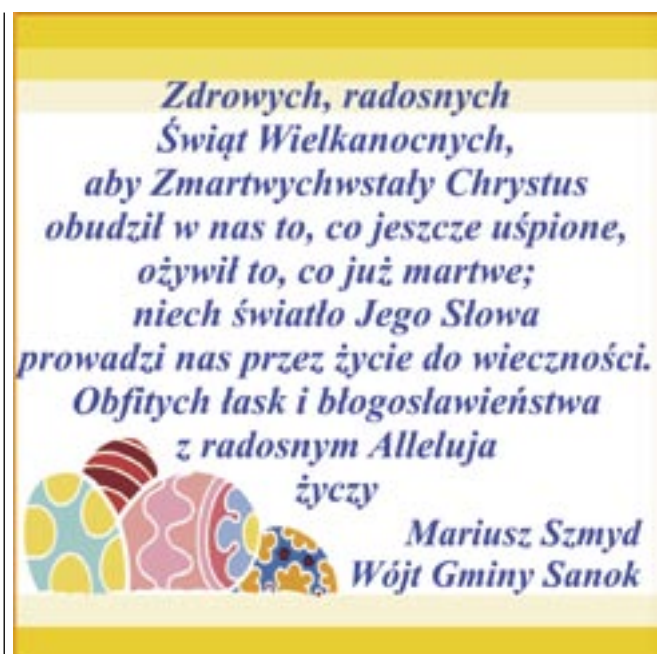 Zdrowych, radosnych
Świąt Wielkanocnych,
aby Zmartwychwstały Chrystus
obudził w nas to, co jeszcze uśpione,
ożywił to, co już martwe;
niech światło Jego Słowa
prowadzi nas przez życie do wieczności.
Obfitych łask i błogosławieństwa
z radosnym Alleluja
życzy
Mariusz Szmyd
Wójt Gminy Sanok